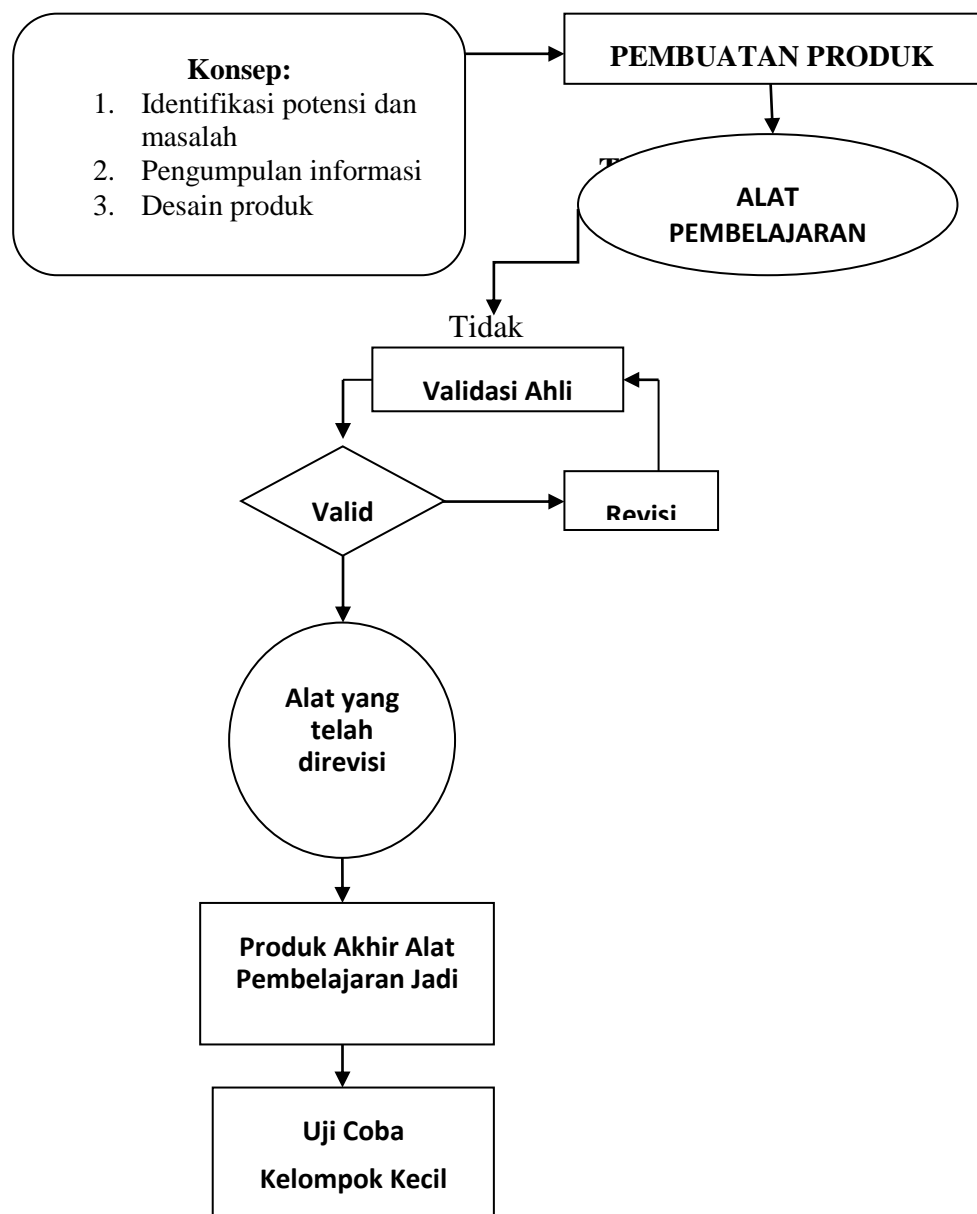 Konsep:
1. Identifikasi potensi dan
masalah
2. Pengumpulan informasi
3. Desain produk
PEMBUATAN PRODUK
ALAT
PEMBELAJARAN
Tidak
Validasi Ahli
Valid
Revisi
Alat yang
telah
direvisi
Produk Akhir Alat
Pembelajaran Jadi
Uji Coba
Kelompok Kecil